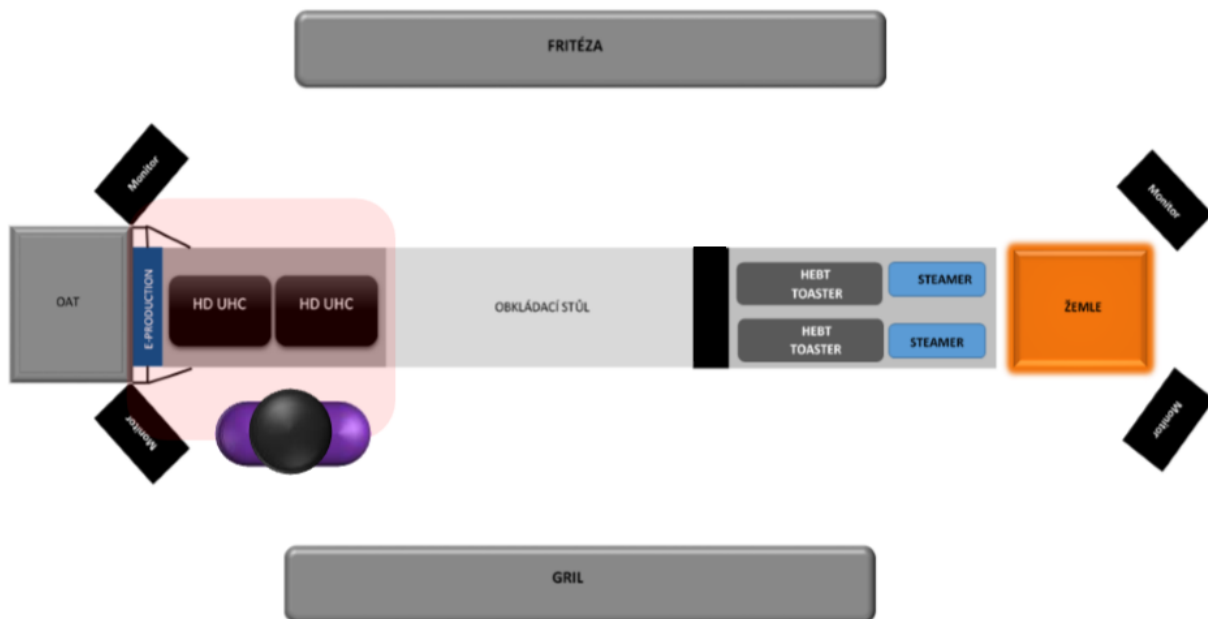 FRITÉZA
Monitor
Monitor
OAT
E-PRODUCTION
HD UHC
HD UHC
OBKLÁDACÍ STŮL
HEBT
TOASTER
STEAMER
HEBT
TOASTER
STEAMER
ŽEMLE
Monitor
Monitor
GRIL